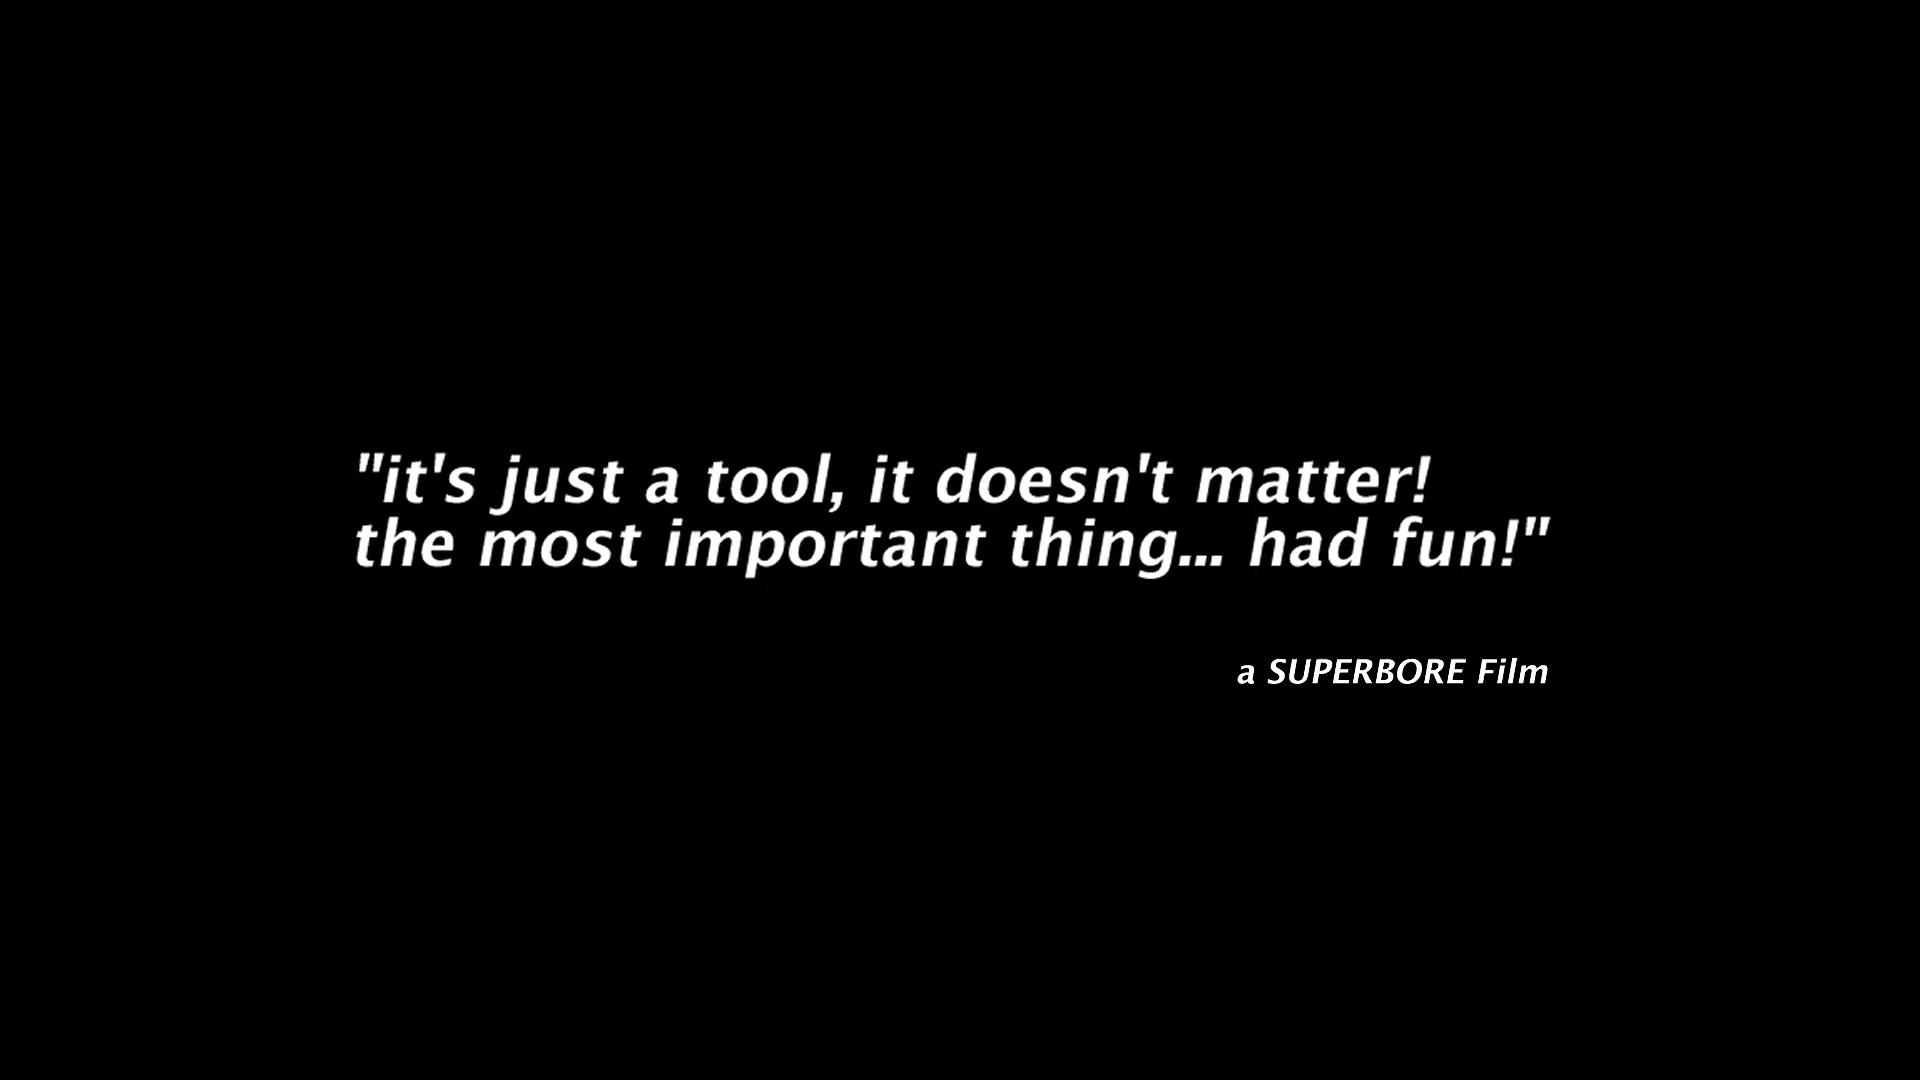 "it's just a tool, it doesn't matter!
the most important thing... had fun!"
a SUPERBORE Film